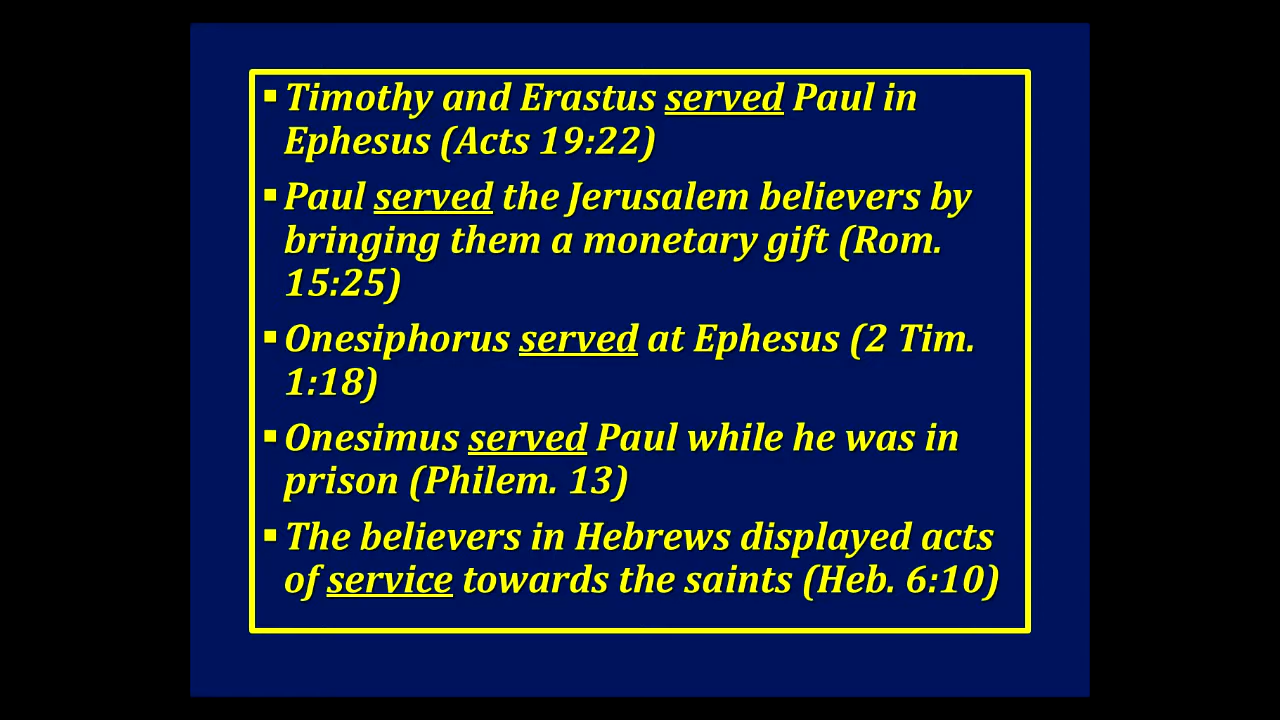 ▪ Timothy and Erastus served Paul in
Ephesus (Acts 19:22)
▪ Paul served the Jerusalem believers by
bringing them a monetary gift (Rom.
15:25)
▪ Onesiphorus served at Ephesus (2 Tim.
1:18)
▪ Onesimus served Paul while he was in
prison (Philem. 13)
▪ The believers in Hebrews displayed acts
of service towards the saints (Heb. 6:10)